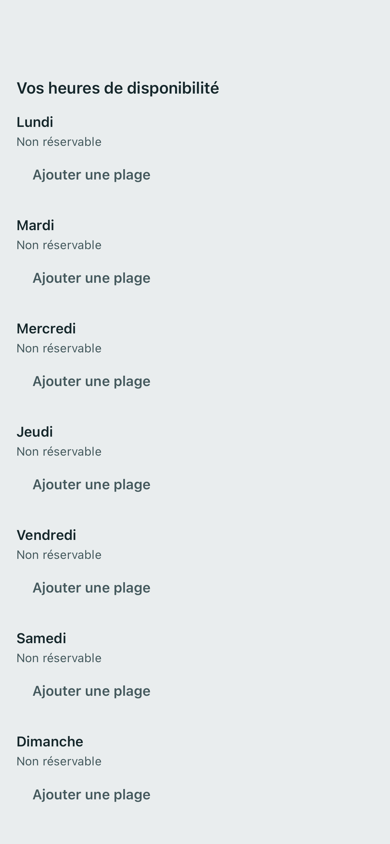 Vos heures de disponibilité
Lundi
Non réservable
Ajouter une plage
Mardi
Non réservable
Ajouter une plage
Mercredi
Non réservable
Ajouter une plage
Jeudi
Non réservable
Ajouter une plage
Vendredi
Non réservable
Ajouter une plage
Samedi
Non réservable
Ajouter une plage
Dimanche
Non réservable
Ajouter une plage